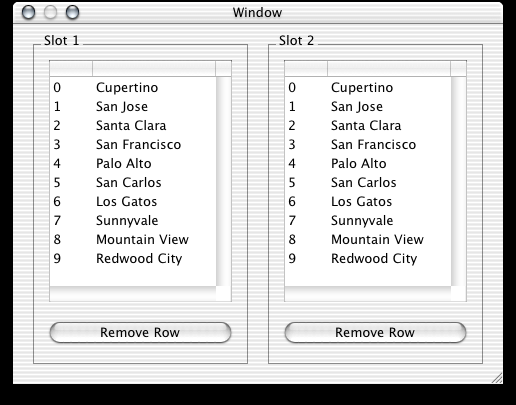 Window
Slot 1
0 Cupertino
1 San Jose
2 Santa Clara
3 San Francisco
4 Palo Alto
5 San Carlos
6 Los Gatos
7 Sunnyvale
8 Mountain View
9 Redwood City
Remove Row
Slot 2
0 Cupertino
1 San Jose
2 Santa Clara
3 San Francisco
4 Palo Alto
5 San Carlos
6 Los Gatos
7 Sunnyvale
8 Mountain View
9 Redwood City
Remove Row